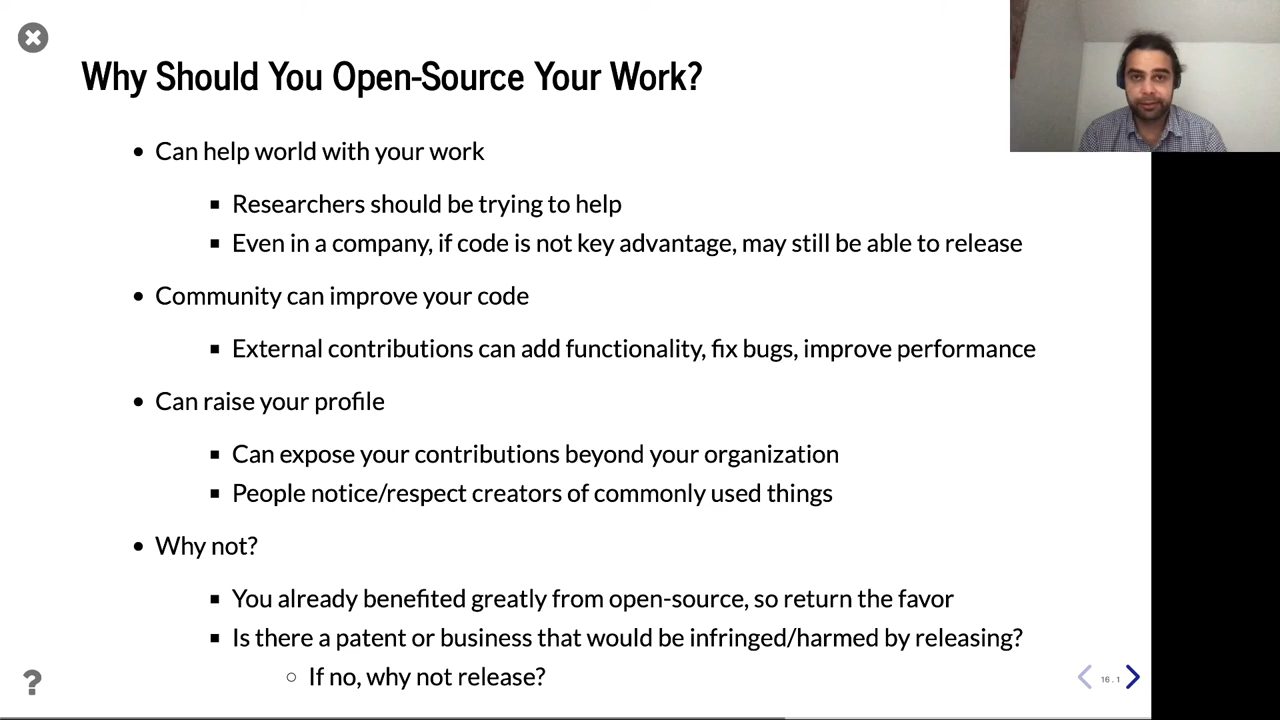 Why Should You Open-Source Your Work?
• Can help world with your work
▪ Researchers should be trying to help
▪ Even in a company, if code is not key advantage, may still be able to release
• Community can improve your code
▪ External contributions can add functionality, fix bugs, improve performance
• Can raise your profile
▪ Can expose your contributions beyond your organization
▪ People notice/respect creators of commonly used things
• Why not?
▪ You already benefited greatly from open-source, so return the favor
▪ Is there a patent or business that would be infringed/harmed by releasing?
○ If no, why not release?
?
16 . 1